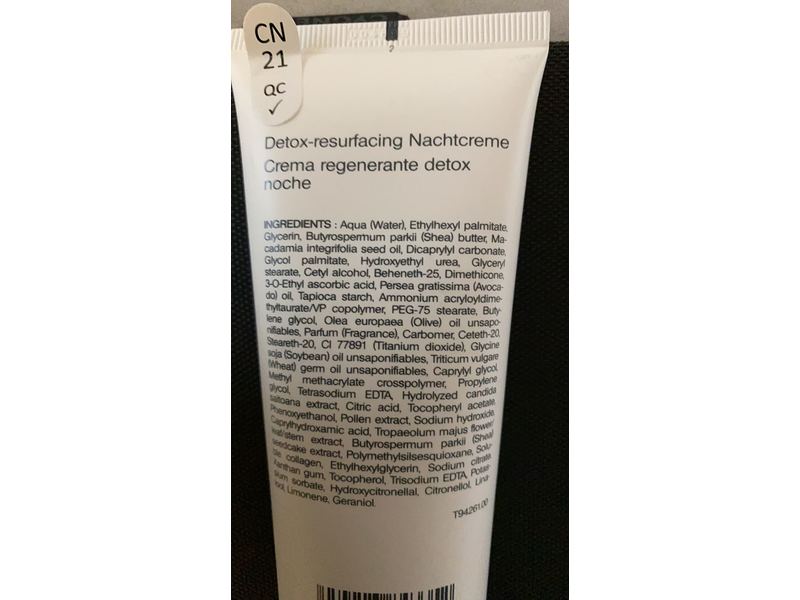 CN
21
QC
✓
Detox-resurfacing Nachtcreme
Crema regenerante detox
noche
INGREDIENTS : Aqua (Water), Ethylhexyl palmitate,
Glycerin, Butyrospermum parkii (Shea) butter, Ma-
cadamia integrifolia seed oil, Dicaprylyl carbonate,
Glycol palmitate, Hydroxyethyl urea, Glyceryl
stearate, Cetyl alcohol, Beheneth-25, Dimethicone,
3-O-Ethyl ascorbic acid, Persea gratissima (Avoca-
do) oil, Tapioca starch, Ammonium acryloyldime-
thyltaurate/VP copolymer, PEG-75 stearate, Buty-
lene glycol, Olea europaea (Olive) oil unsapo-
nifiables, Parfum (Fragrance), Carbomer, Ceteth-20,
Steareth-20, CI 77891 (Titanium dioxide), Glycine
soja (Soybean) oil unsaponifiables, Triticum vulgare
(Wheat) germ oil unsaponifiables, Caprylyl glycol,
Methyl methacrylate crosspolymer, Propylene
glycol, Tetrasodium EDTA, Hydrolyzed candida
saitoana extract, Citric acid, Tocopheryl acetate,
Phenoxyethanol, Pollen extract, Sodium hydroxide,
Caprylhydroxamic acid, Tropaeolum majus flower/
leaf/stem extract, Butyrospermum parkii (Shea)
seedcake extract, Polymethylsilsesquioxane, Solu-
ble collagen, Ethylhexylglycerin, Sodium citrate,
Xanthan gum, Tocopherol, Trisodium EDTA, Potas-
sium sorbate, Hydroxycitronellal, Citronellol, Lina-
lool, Limonene, Geraniol.
T94261.00